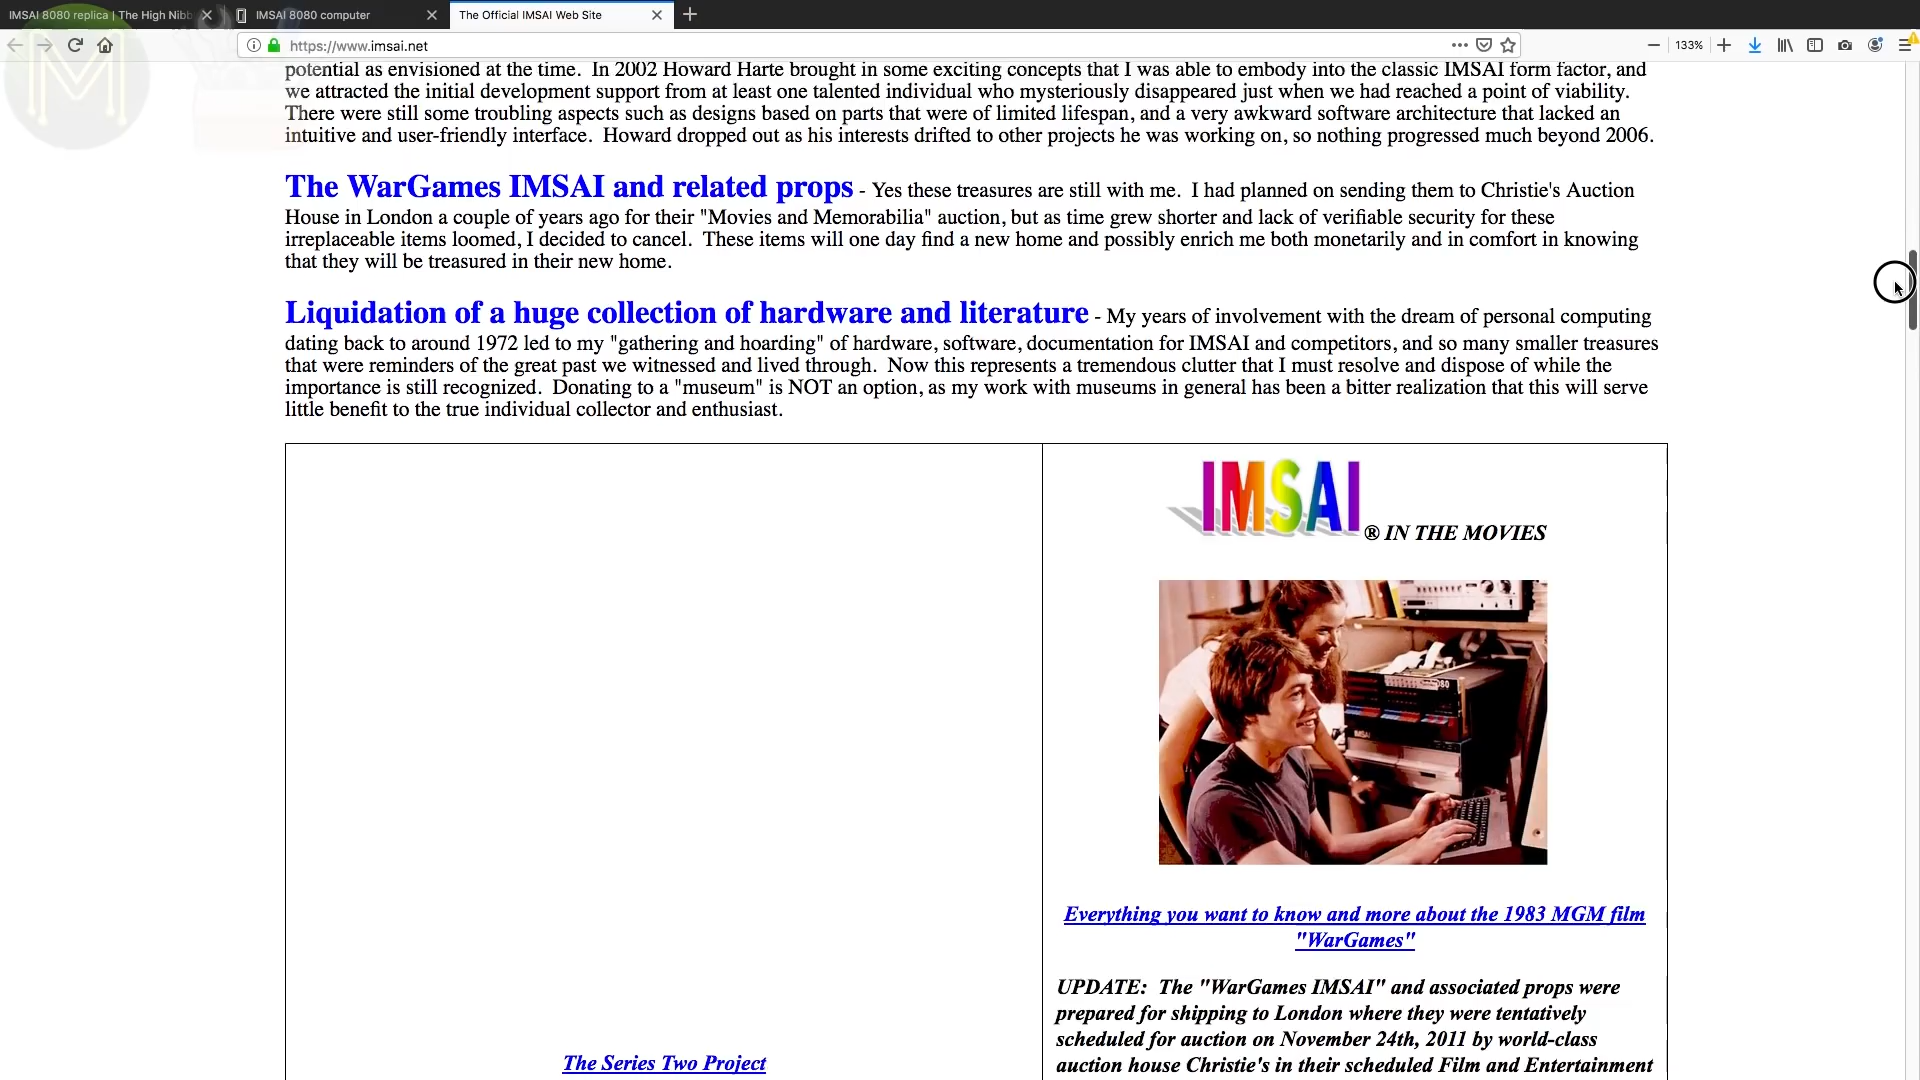 IMSAI 8080 replica | The High Nibb
IMSAI 8080 computer
The Official IMSAI Web Site
https://www.imsai.net
133%
potential as envisioned at the time. In 2002 Howard Harte brought in some exciting concepts that I was able to embody into the classic IMSAI form factor, and
we attracted the initial development support from at least one talented individual who mysteriously disappeared just when we had reached a point of viability.
There were still some troubling aspects such as designs based on parts that were of limited lifespan, and a very awkward software architecture that lacked an
intuitive and user-friendly interface. Howard dropped out as his interests drifted to other projects he was working on, so nothing progressed much beyond 2006.
The WarGames IMSAI and related props - Yes these treasures are still with me. I had planned on sending them to Christie's Auction
House in London a couple of years ago for their "Movies and Memorabilia" auction, but as time grew shorter and lack of verifiable security for these
irreplaceable items loomed, I decided to cancel. These items will one day find a new home and possibly enrich me both monetarily and in comfort in knowing
that they will be treasured in their new home.
Liquidation of a huge collection of hardware and literature - My years of involvement with the dream of personal computing
dating back to around 1972 led to my "gathering and hoarding" of hardware, software, documentation for IMSAI and competitors, and so many smaller treasures
that were reminders of the great past we witnessed and lived through. Now this represents a tremendous clutter that I must resolve and dispose of while the
importance is still recognized. Donating to a "museum" is NOT an option, as my work with museums in general has been a bitter realization that this will serve
little benefit to the true individual collector and enthusiast.
IMSAI
® IN THE MOVIES
Everything you want to know and more about the 1983 MGM film
"WarGames"
UPDATE: The "WarGames IMSAI" and associated props were
prepared for shipping to London where they were tentatively
scheduled for auction on November 24th, 2011 by world-class
auction house Christie's in their scheduled Film and Entertainment
The Series Two Project